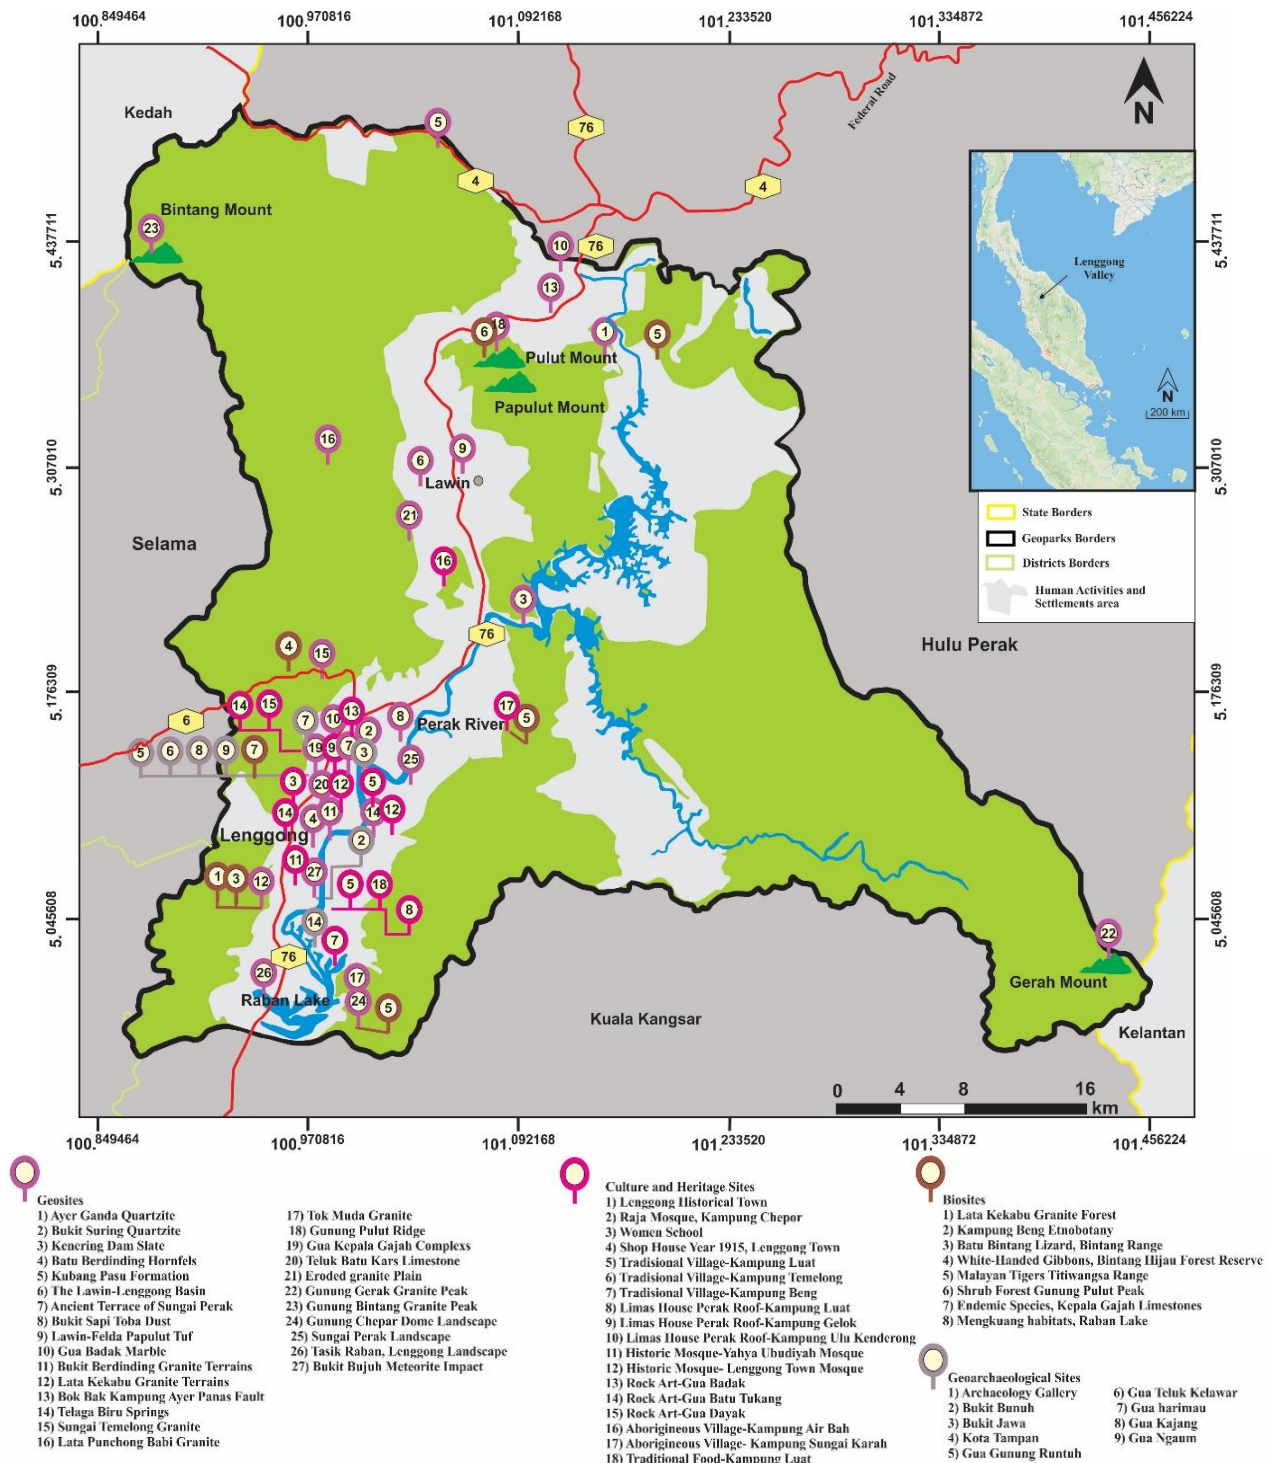 100.849464 100.970816 101.092168 101.233520 101.334872 101.456224
Kedah
Federal Road
N
5
76
4
4
Bintang Mount
23
5.437711
10
76
5.437711
Lenggong
Valley
13
6
18
1
5
Pulut Mount
Papulut Mount
N
200 km
16
6
9
5.307010
Lawin
5.307010
21
State Borders
Selama
Geoparks Borders
16
Districts Borders
Human Activities and
Settlements area
3
76
4
15
Hulu Perak
5.176309
5.176309
14
15
6
7
10
13
2
8
Perak River
17
5
5
6
8
9
7
19
9
7
3
25
3
20
12
5
14
4
11
14
12
Lenggong
2
11
27
1
3
12
5
18
8
5.045608
14
5.045608
7
22
76
26
17
Raban Lake
24
5
Gerah Mount
Kuala Kangsar
Kelantan
0 4 8 16
km
100.849464 100.970816 101.092168 101.233520 101.334872 101.456224
Geosites
1) Ayer Ganda Quartzite
2) Bukit Suring Quartzite
3) Kenering Dam Slate
4) Batu Berdinding Hornfels
5) Kubang Pasu Formation
6) The Lawin-Lenggong Basin
7) Ancient Terrace of Sungai Perak
8) Bukit Sapi Toba Dust
9) Lawin-Felda Papulut Tuf
10) Gua Badak Marble
11) Bukit Berdinding Granite Terrains
12) Lata Kekabu Granite Terrains
13) Bok Bak Kampung Ayer Panas Fault
14) Telaga Biru Springs
15) Sungai Temelong Granite
16) Lata Punchong Babi Granite
17) Tok Muda Granite
18) Gunung Pulut Ridge
19) Gua Kepala Gajah Complexs
20) Teluk Batu Kars Limestone
21) Eroded granite Plain
22) Gunung Gerak Granite Peak
23) Gunung Bintang Granite Peak
24) Gunung Chepar Dome Landscape
25) Sungai Perak Landscape
26) Tasik Raban, Lenggong Landscape
27) Bukit Bujuh Meteorite Impact
Culture and Heritage Sites
1) Lenggong Historical Town
2) Raja Mosque, Kampung Chepor
3) Women School
4) Shop House Year 1915, Lenggong Town
5) Tradisional Village-Kampung Luat
6) Tradisional Village-Kampung Temelong
7) Tradisional Village-Kampung Beng
8) Limas House Perak Roof-Kampung Luat
9) Limas House Perak Roof-Kampung Gelok
10) Limas House Perak Roof-Kampung Ulu Kenderong
11) Historic Mosque-Yahya Ubudiyah Mosque
12) Historic Mosque- Lenggong Town Mosque
13) Rock Art-Gua Badak
14) Rock Art-Gua Batu Tukang
15) Rock Art-Gua Dayak
16) Aborigineous Village-Kampung Air Bah
17) Aborigineous Village- Kampung Sungai Karah
18) Traditional Food-Kampung Luat
Biosites
1) Lata Kekabu Granite Forest
2) Kampung Beng Etnobotany
3) Batu Bintang Lizard, Bintang Range
4) White-Handed Gibbons, Bintang Hijau Forest Reserve
5) Malayan Tigers Titiwangsa Range
6) Shrub Forest Gunung Pulut Peak
7) Endemic Species, Kepala Gajah Limestones
8) Mengkuang habitats, Raban Lake
Geoarchaeological Sites
1) Archaeology Gallery
2) Bukit Bunuh
3) Bukit Jawa
4) Kota Tampan
5) Gua Gunung Runtuh
6) Gua Teluk Kelawar
7) Gua harimau
8) Gua Kajang
9) Gua Ngaum